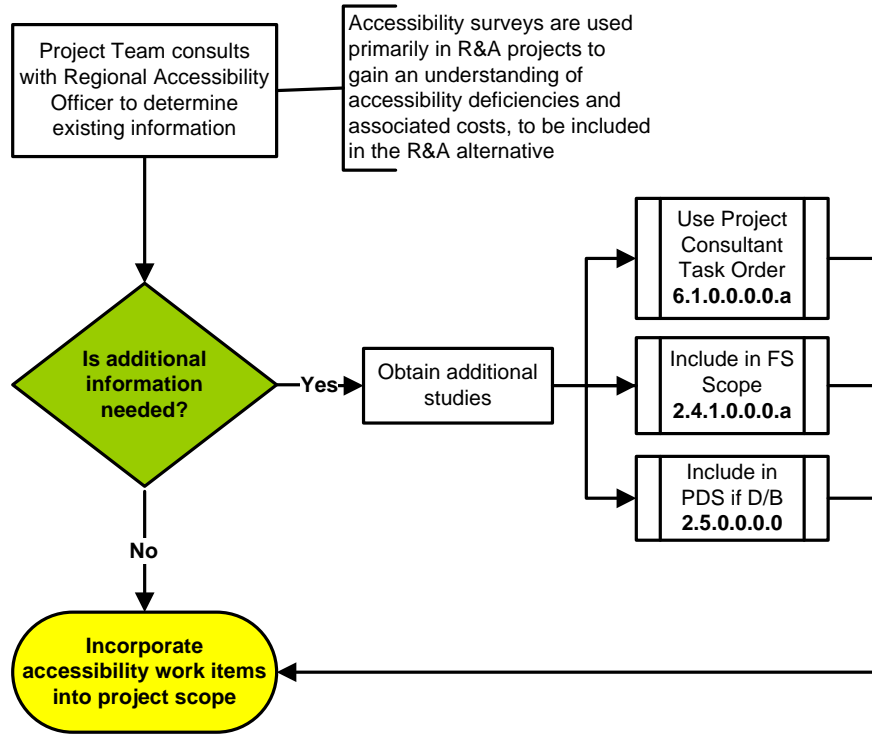 Project Team consults
with Regional Accessibility
Officer to determine
existing information
Accessibility surveys are used
primarily in R&A projects to
gain an understanding of
accessibility deficiencies and
associated costs, to be included
in the R&A alternative
Is additional
information
needed?
Yes
Obtain additional
studies
Use Project
Consultant
Task Order
6.1.0.0.0.0.a
Include in FS
Scope
2.4.1.0.0.0.a
Include in
PDS if D/B
2.5.0.0.0.0
No
Incorporate
accessibility work items
into project scope